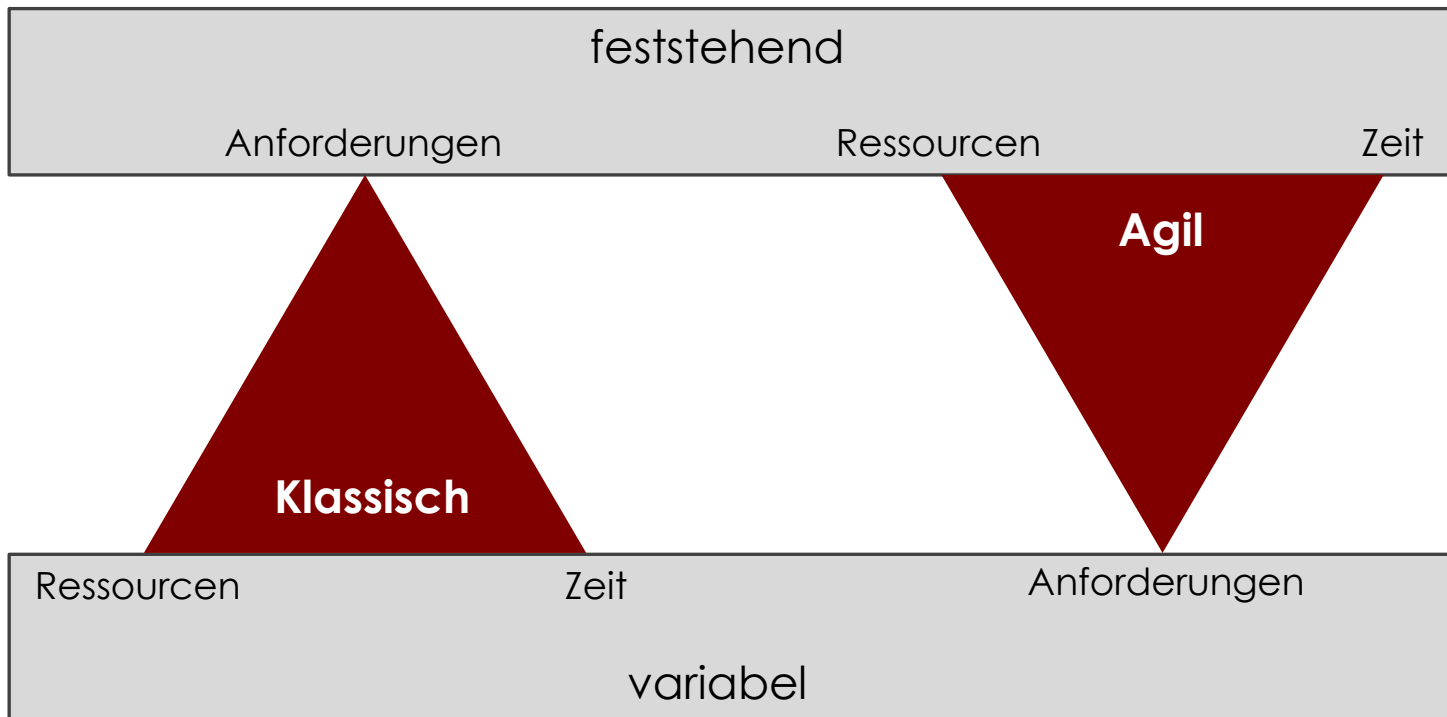 feststehend
Anforderungen Ressourcen Zeit
Agil
Klassisch
Ressourcen Zeit Anforderungen
variabel